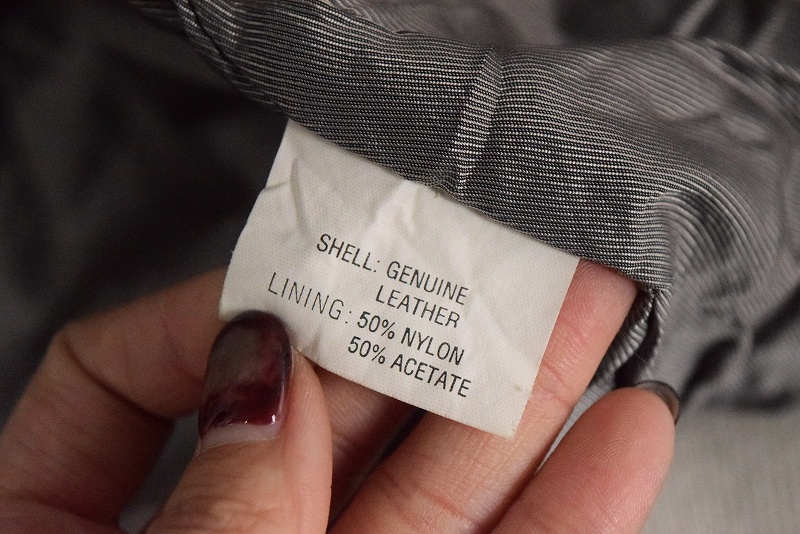 SHELL: GENUINE
LEATHER
LINING: 50% NYLON
50% ACETATE